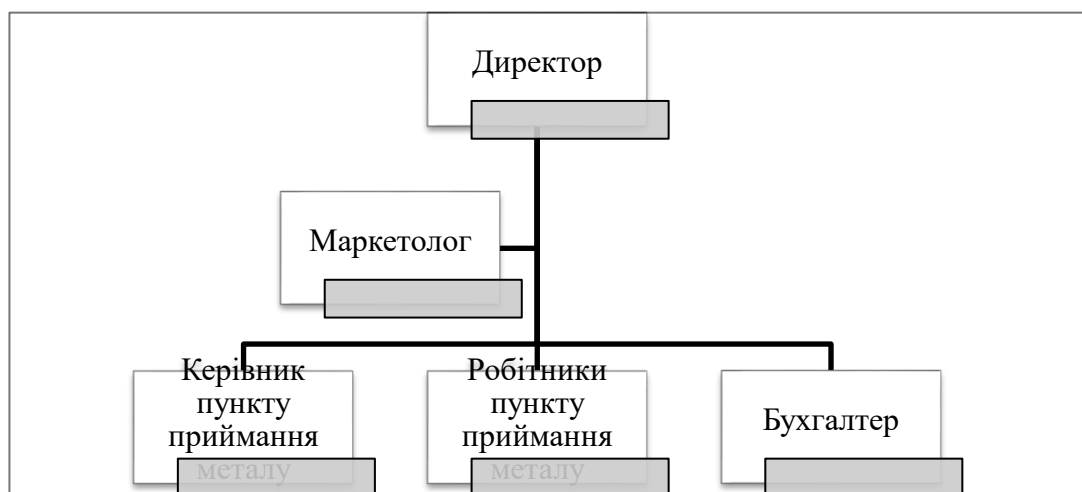 Директор
Маркетолог
Керівник
пункту
приймання
металу
Робітники
пункту
приймання
металу
Бухгалтер